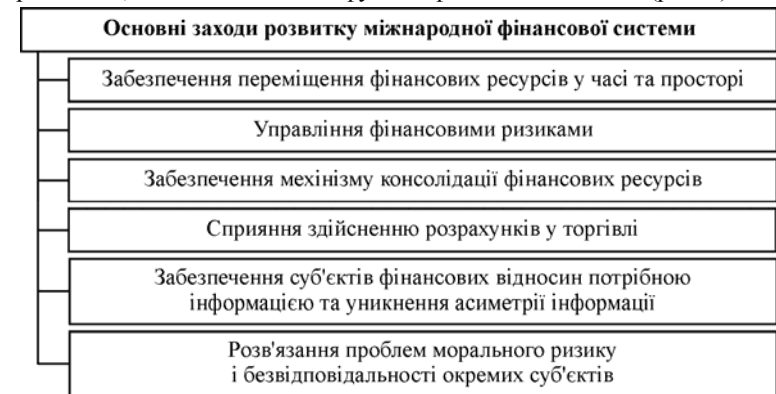 Основні заходи розвитку міжнародної фінансової системи
Забезпечення переміщення фінансових ресурсів у часі та просторі
Управління фінансовими ризиками
Забезпечення мехінізму консолідації фінансових ресурсів
Сприяння здійсненню розрахунків у торгівлі
Забезпечення суб'єктів фінансових відносин потрібною
інформацією та уникнення асиметрії інформації
Розв'язання проблем морального ризику
і безвідповідальності окремих суб'єктів